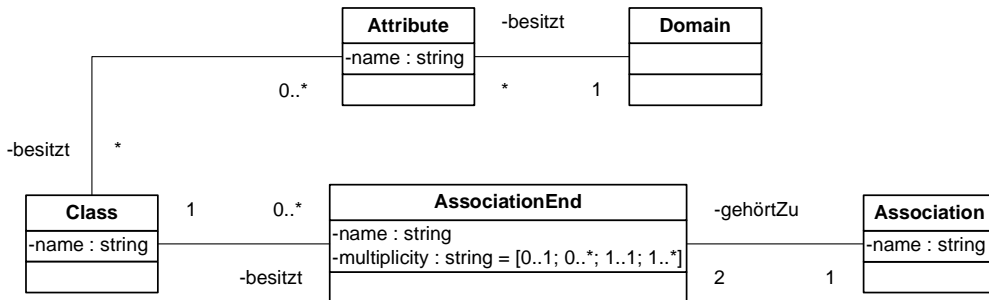 Attribute
-name : string
-besitzt
Domain
0..*
*
1
-besitzt
*
Class
-name : string
1
0..*
-besitzt
AssociationEnd
-name : string
-multiplicity : string = [0..1; 0..*; 1..1; 1..*]
-gehörtZu
2
1
Association
-name : string